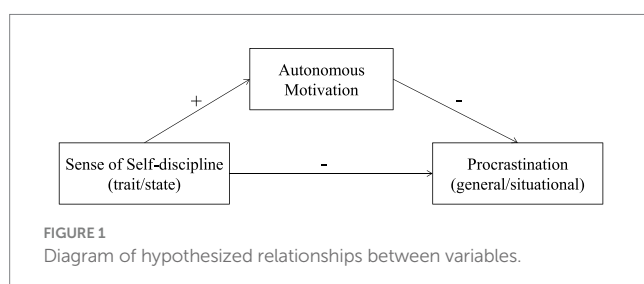 Autonomous
Motivation
+
-
Sense of Self-discipline
(trait/state)
-
Procrastination
(general/situational)
FIGURE 1
Diagram of hypothesized relationships between variables.